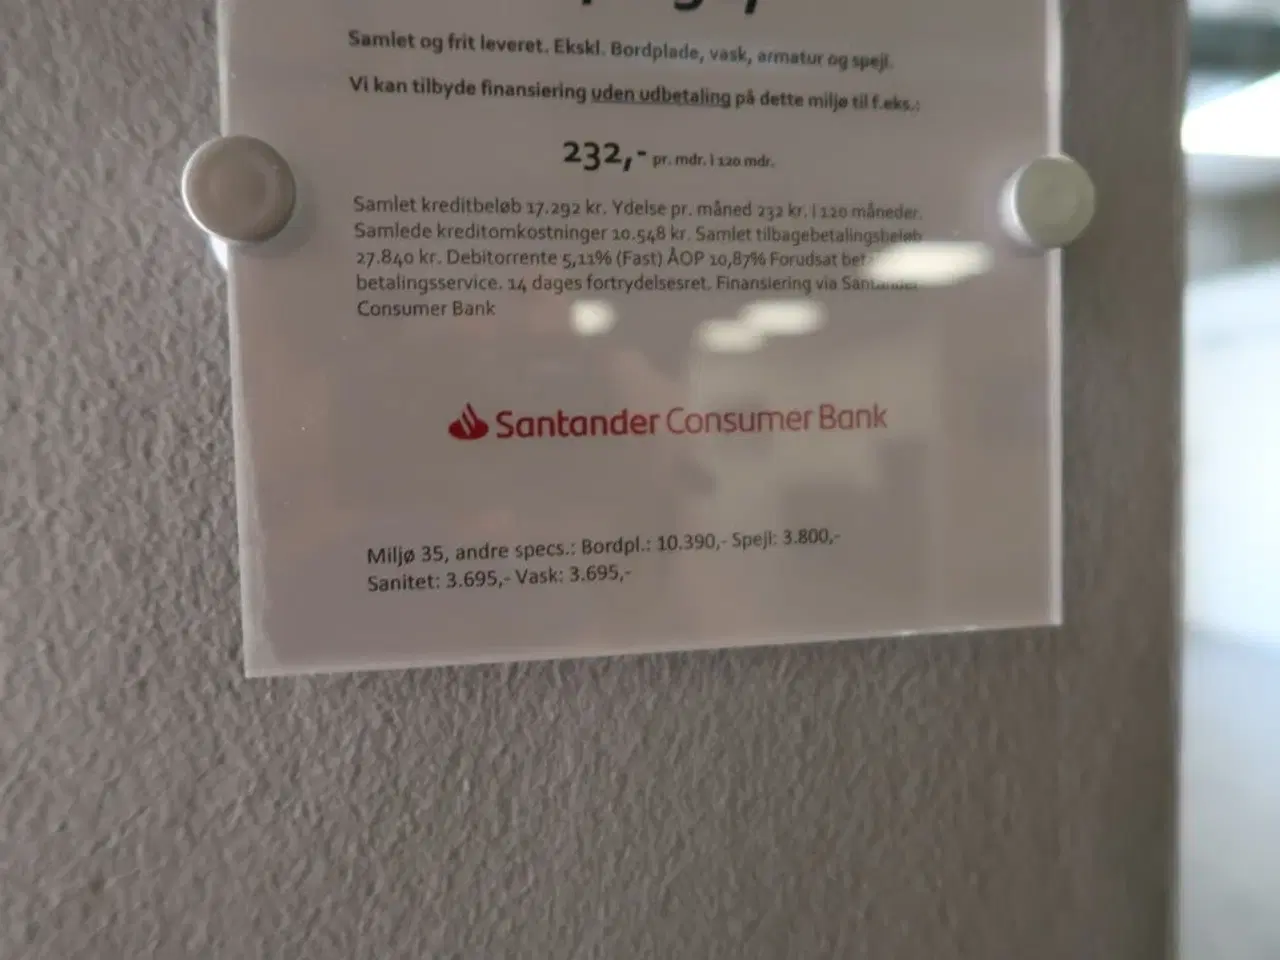 Samlet og frit leveret. Ekskl. Bordplade, vask, armatur og spejl.
Vi kan tilbyde finansiering uden udbetaling på dette miljø til f.eks.:
232,- pr. mdr. i 120 mdr.
Samlet kreditbeløb 17.292 kr. Ydelse pr. måned 232 kr. i 120 måneder.
Samlede kreditomkostninger 10.548 kr. Samlet tilbagebetalingsbeløb
27.840 kr. Debitorrente 5,11% (Fast) ÅOP 10,87% Forudsat
betalingsservice. 14 dages fortrydelsesret. Finansiering via Santander
Consumer Bank
Santander Consumer Bank
Miljø 35, andre specs.: Bordpl.: 10.390,- Spejl: 3.800,-
Sanitet: 3.695,- Vask: 3.695,-